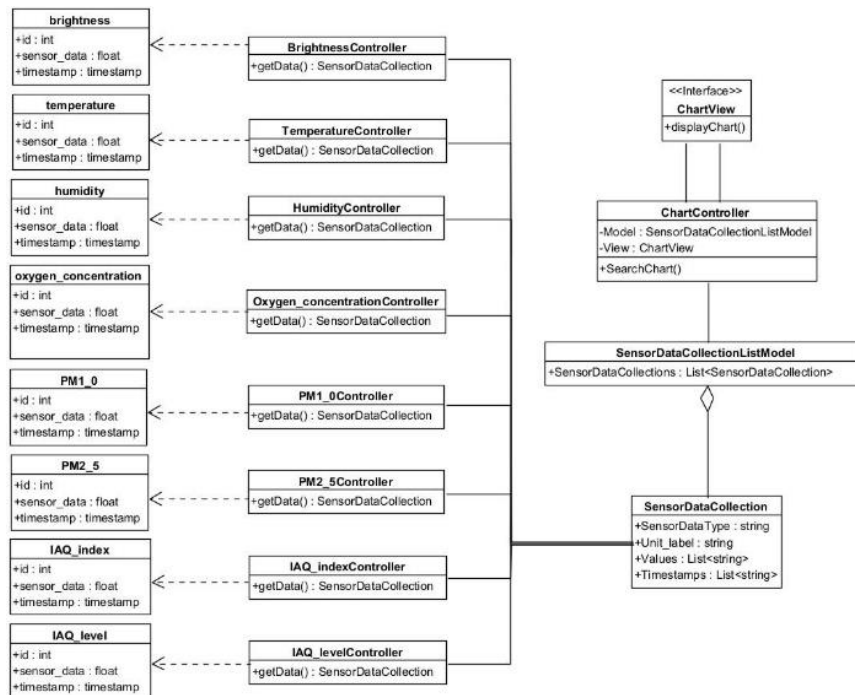 brightness
+id : int
+sensor_data : float
+timestamp : timestamp
BrightnessController
+getData() : SensorDataCollection
temperature
+id : int
+sensor_data : float
+timestamp : timestamp
TemperatureController
+getData() : SensorDataCollection
humidity
+id : int
+sensor_data : float
+timestamp : timestamp
HumidityController
+getData() : SensorDataCollection
oxygen_concentration
+id : int
+sensor_data : float
+timestamp : timestamp
Oxygen_concentrationController
+getData() : SensorDataCollection
PM1_0
+id : int
+sensor_data : float
+timestamp : timestamp
PM1_0Controller
+getData() : SensorDataCollection
PM2_5
+id : int
+sensor_data : float
+timestamp : timestamp
PM2_5Controller
+getData() : SensorDataCollection
IAQ_index
+id : int
+sensor_data : float
+timestamp : timestamp
IAQ_indexController
+getData() : SensorDataCollection
IAQ_level
+id : int
+sensor_data : float
+timestamp : timestamp
IAQ_levelController
+getData() : SensorDataCollection
<<Interface>>
ChartView
+displayChart()
ChartController
-Model : SensorDataCollectionListModel
-View : ChartView
+SearchChart()
SensorDataCollectionListModel
+SensorDataCollections : List<SensorDataCollection>
SensorDataCollection
+SensorDataType : string
+Unit_label : string
+Values : List<string>
+Timestamps : List<string>